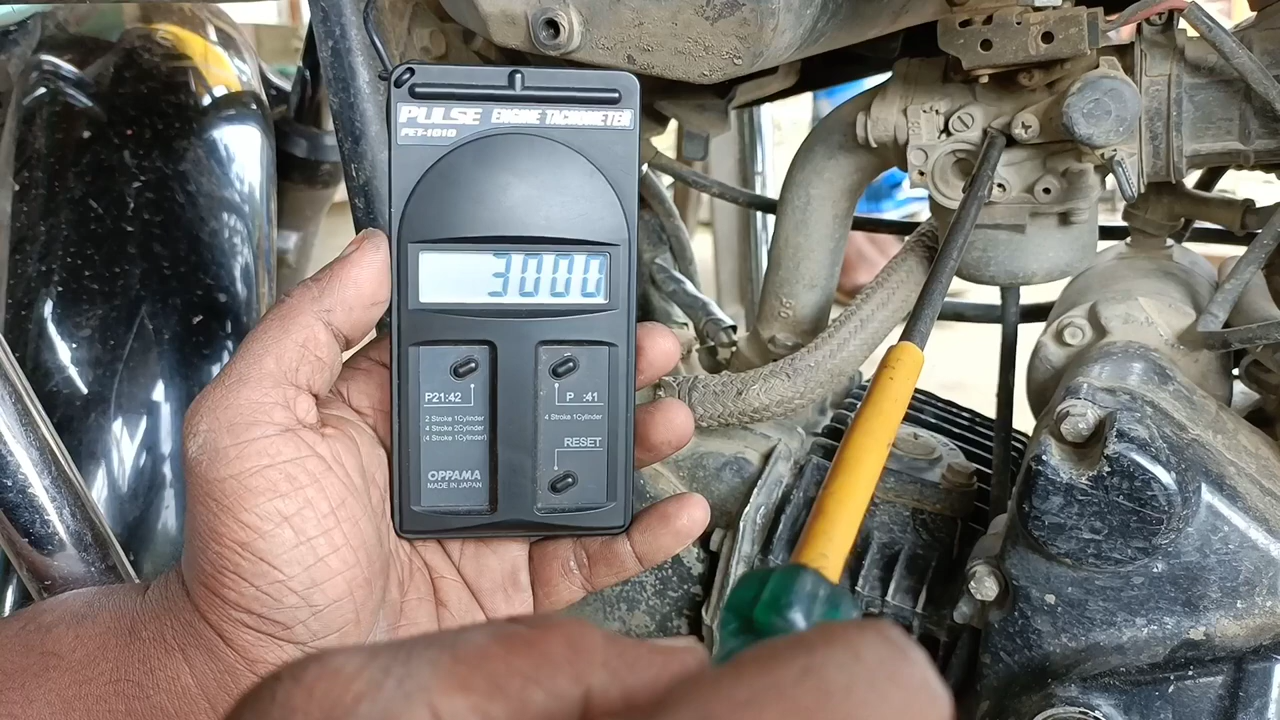 PULSE ENGINE TACHOMETER
PET-1010
3000
P21:42
2 Stroke 1Cylinder
4 Stroke 2Cylinder
(4 Stroke 1Cylinder)
OPPAMA
MADE IN JAPAN
P :41
4 Stroke 1Cylinder
RESET